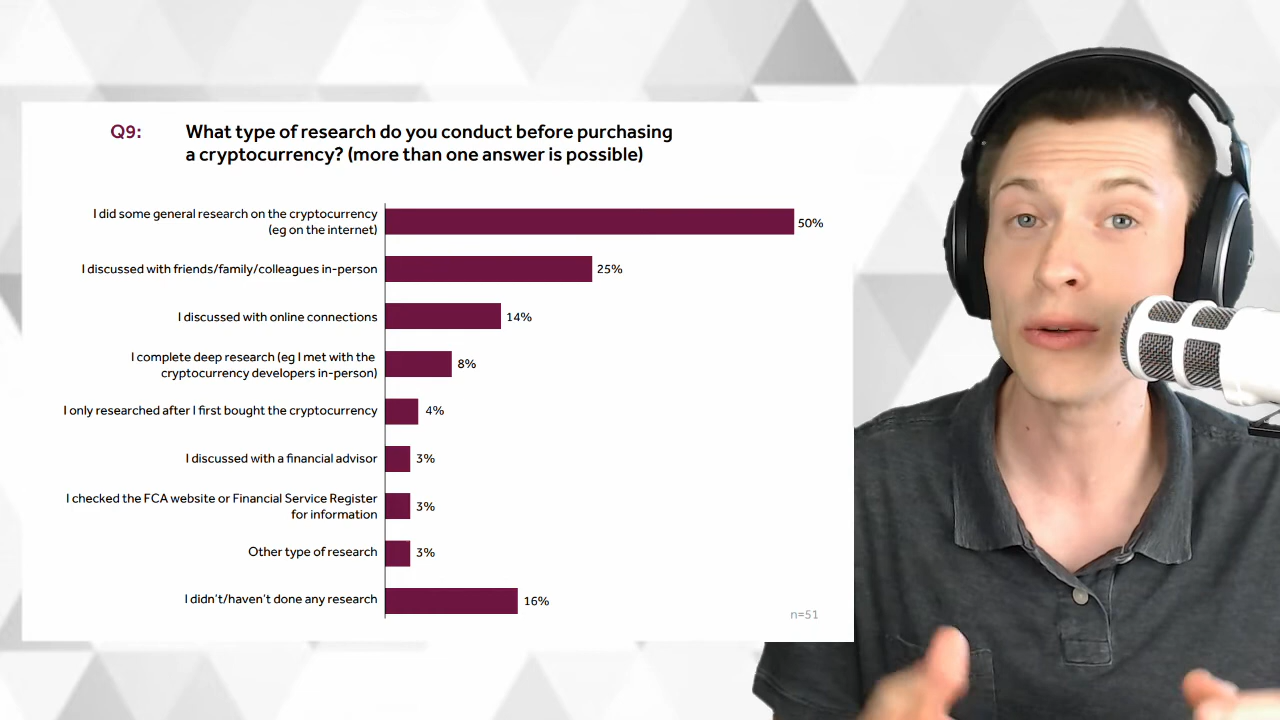 Q9: What type of research do you conduct before purchasing
a cryptocurrency? (more than one answer is possible)
I did some general research on the cryptocurrency
(eg on the internet) 50%
I discussed with friends/family/colleagues in-person 25%
I discussed with online connections 14%
I complete deep research (eg I met with the
cryptocurrency developers in-person) 8%
I only researched after I first bought the cryptocurrency 4%
I discussed with a financial advisor 3%
I checked the FCA website or Financial Service Register
for information 3%
Other type of research 3%
I didn't/haven't done any research 16%
n=51